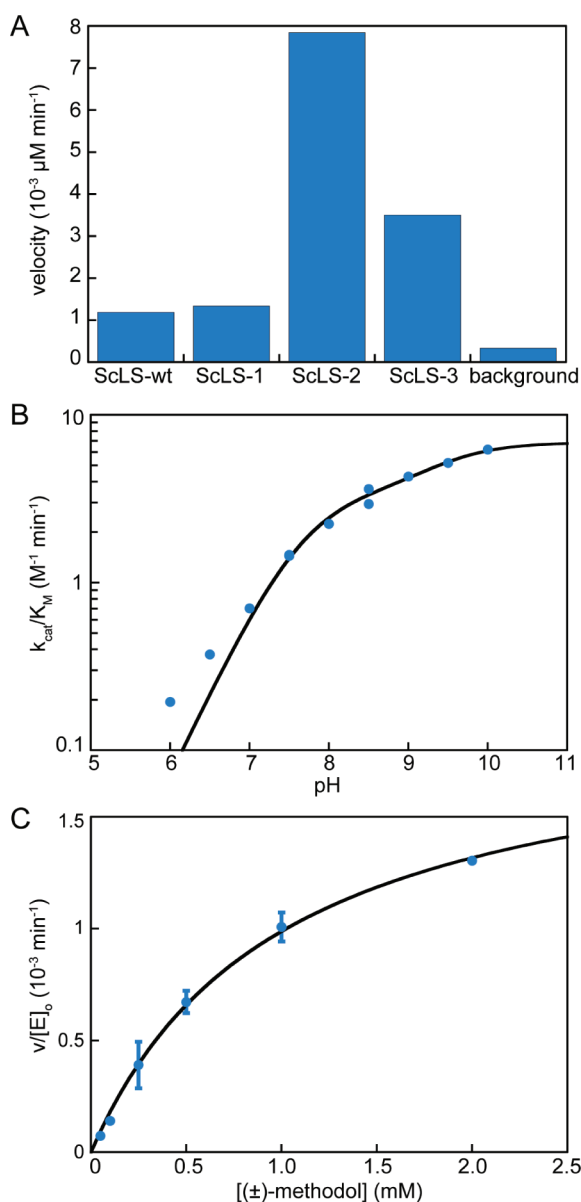 A
velocity (10⁻³ µM min⁻¹)
8
7
6
5
4
3
2
1
0
ScLS-wt ScLS-1 ScLS-2 ScLS-3 background
B
k_cat/K_M (M⁻¹ min⁻¹)
10
1
0.1
5 6 7 8 9 10 11
pH
C
v/[E]₀ (10⁻³ min⁻¹)
1.5
1
0.5
0
0 0.5 1.0 1.5 2.0 2.5
[(±)-methodol] (mM)